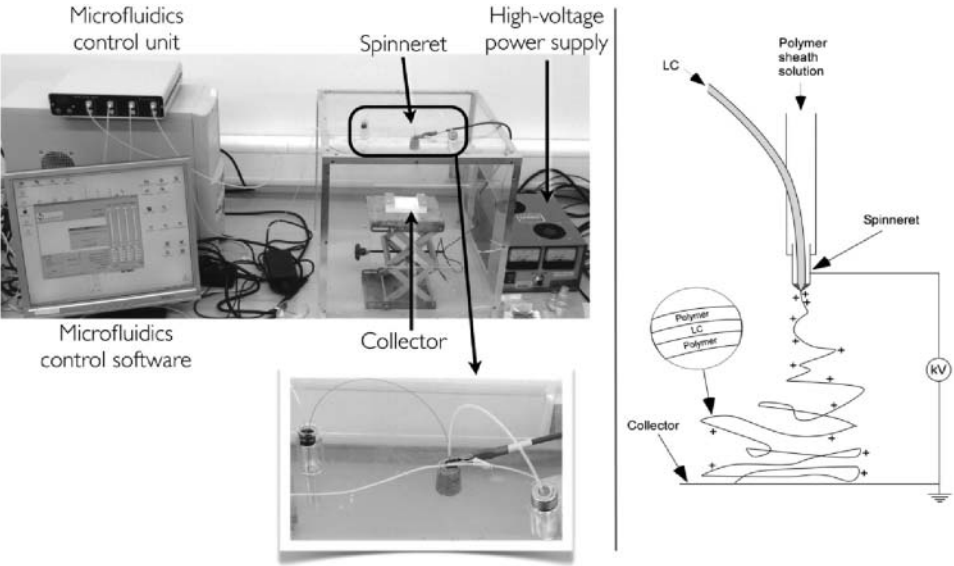 Microfluidics
control unit
Spinneret
High-voltage
power supply
Microfluidics
control software
Collector
LC
Polymer
sheath
solution
Spinneret
Polymer
LC
Polymer
kV
Collector